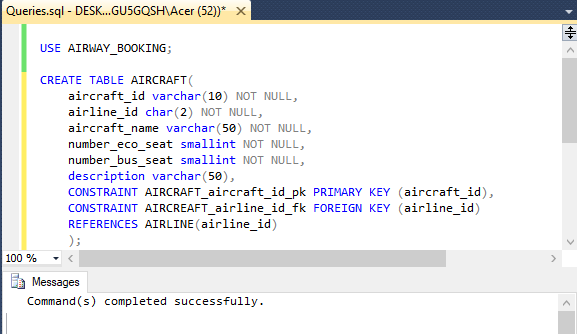 Queries.sql - DESK...GU5GQSH\Acer (52))*
USE AIRWAY_BOOKING;
CREATE TABLE AIRCRAFT(
aircraft_id varchar(10) NOT NULL,
airline_id char(2) NOT NULL,
aircraft_name varchar(50) NOT NULL,
number_eco_seat smallint NOT NULL,
number_bus_seat smallint NOT NULL,
description varchar(50),
CONSTRAINT AIRCRAFT_aircraft_id_pk PRIMARY KEY (aircraft_id),
CONSTRAINT AIRCREAFT_airline_id_fk FOREIGN KEY (airline_id)
REFERENCES AIRLINE(airline_id)
);
100 %
Messages
Command(s) completed successfully.